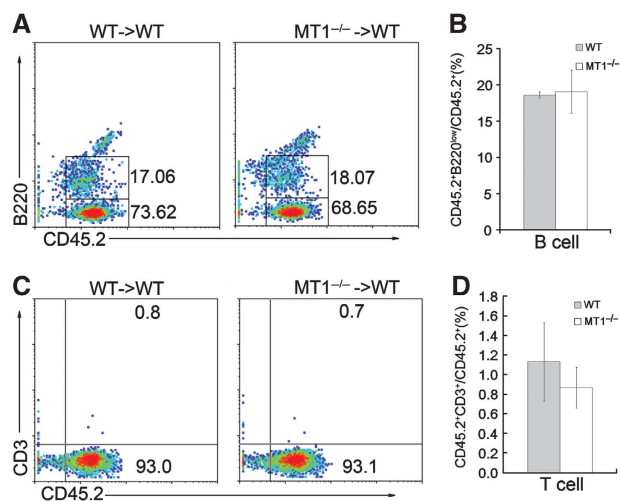 A
WT->WT
MT1–/– ->WT
B220
17.06
73.62
18.07
68.65
CD45.2
B
CD45.2+B220low/CD45.2+(%)
25
20
15
10
5
0
WT
MT1–/–
B cell
C
WT->WT
MT1–/– ->WT
CD3
0.8
93.0
0.7
93.1
CD45.2
D
CD45.2+CD3+/CD45.2+(%)
1.8
1.6
1.4
1.2
1.0
0.8
0.6
0.4
0.2
0.0
WT
MT1–/–
T cell